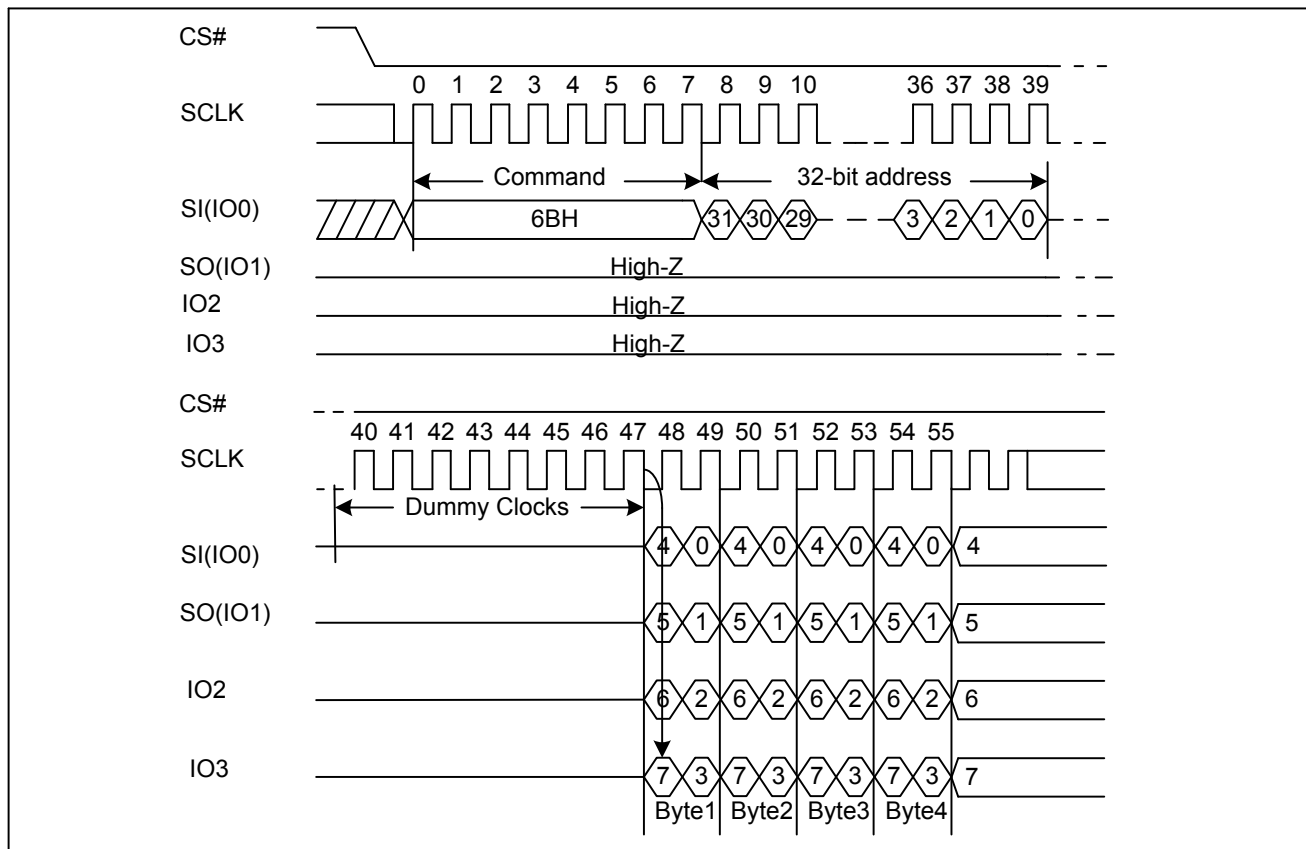 CS#
0 1 2 3 4 5 6 7 8 9 10 36 37 38 39
SCLK
Command 32-bit address
SI(IO0) 6BH 31 30 29 3 2 1 0
SO(IO1) High-Z
IO2 High-Z
IO3 High-Z
CS#
40 41 42 43 44 45 46 47 48 49 50 51 52 53 54 55
SCLK
Dummy Clocks
SI(IO0) 4 0 4 0 4 0 4 0 4
SO(IO1) 5 1 5 1 5 1 5 1 5
IO2 6 2 6 2 6 2 6 2 6
IO3 7 3 7 3 7 3 7 3 7
Byte1 Byte2 Byte3 Byte4